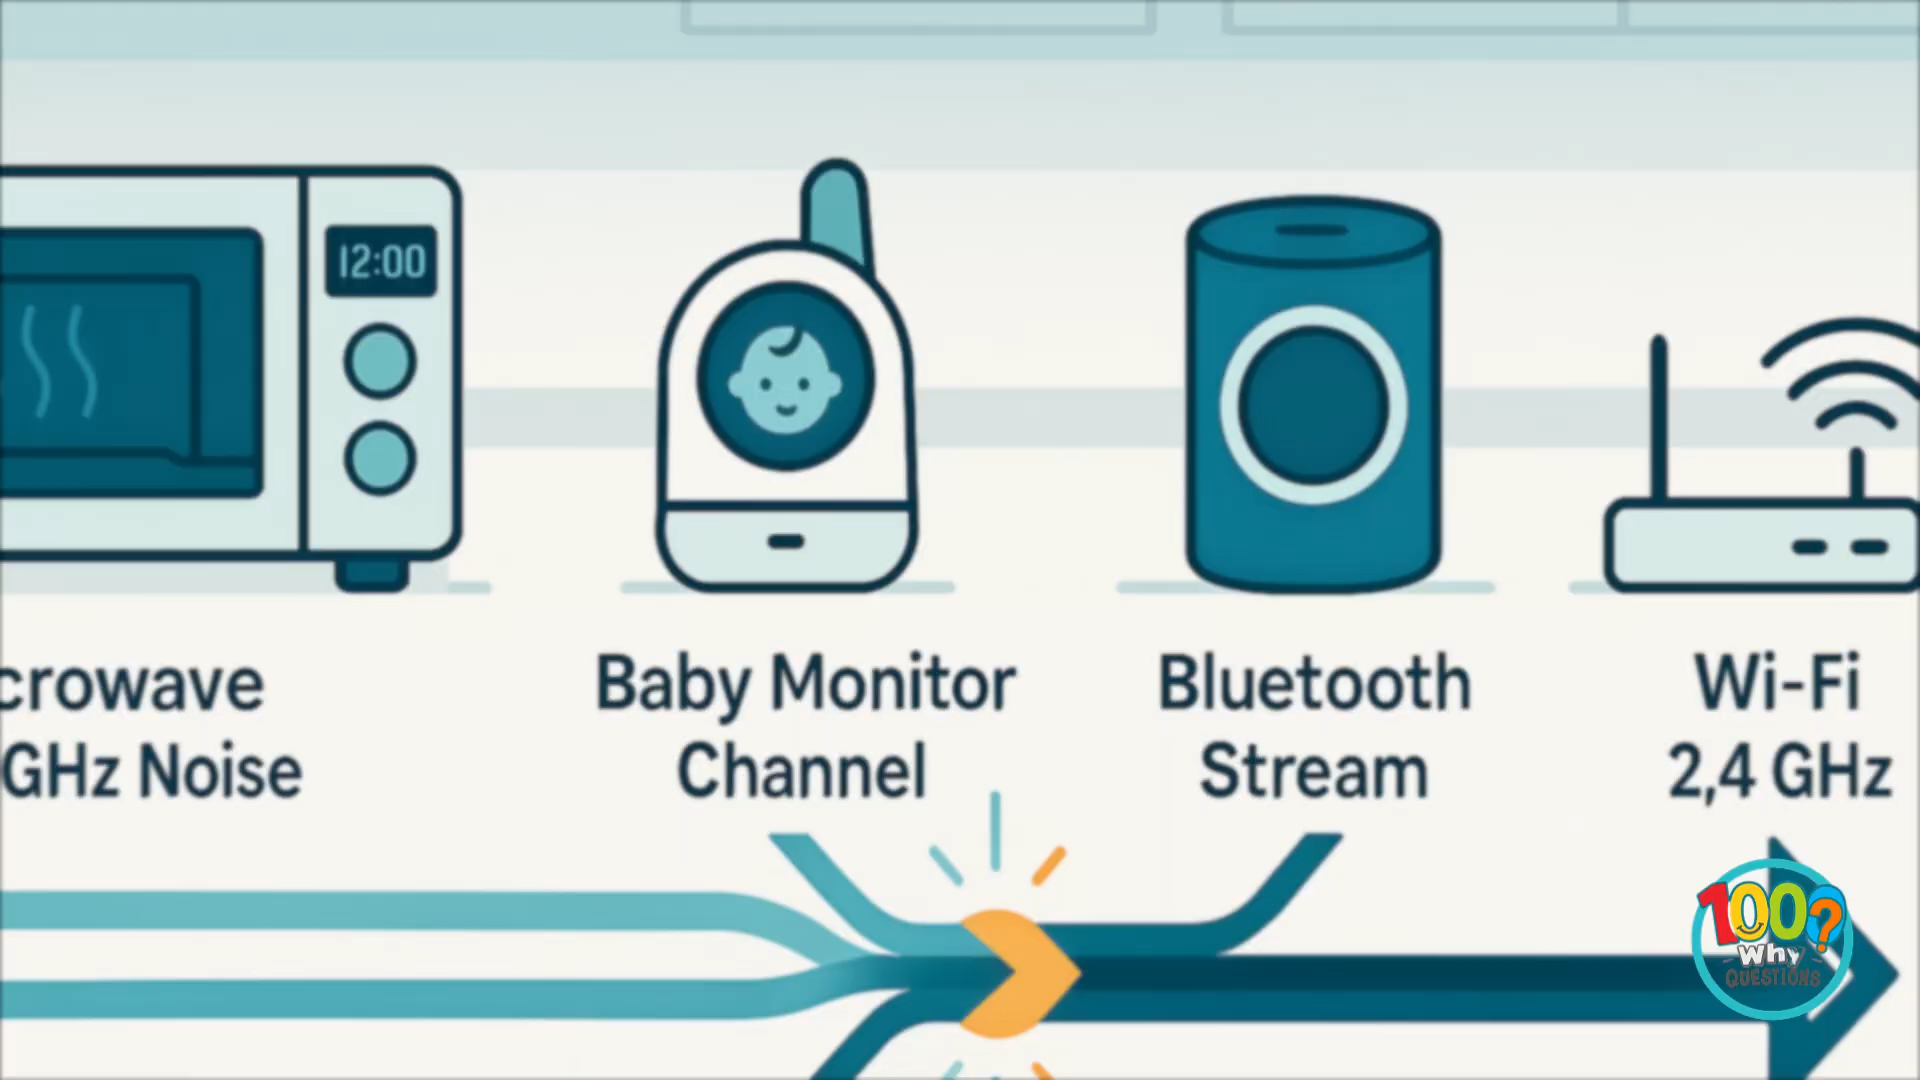 12:00
crowave
GHz Noise
Baby Monitor
Channel
Bluetooth
Stream
Wi-Fi
2,4 GHz
100?
Why
QUESTIONS